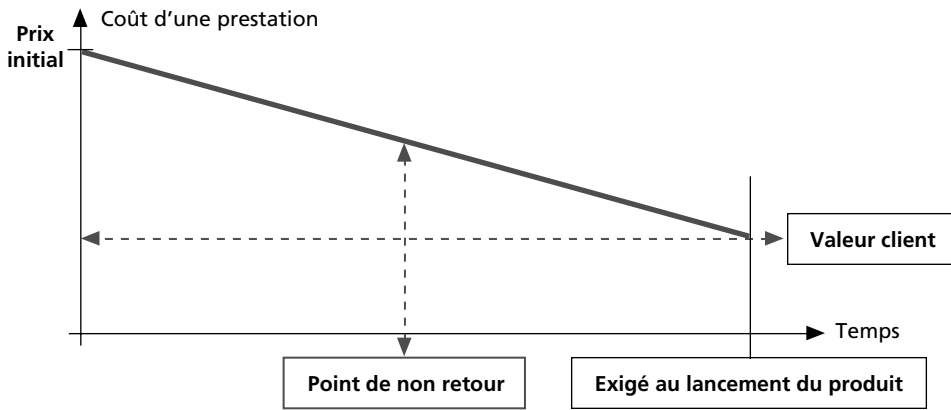 Coût d'une prestation
Prix
initial
Valeur client
Temps
Point de non retour
Exigé au lancement du produit